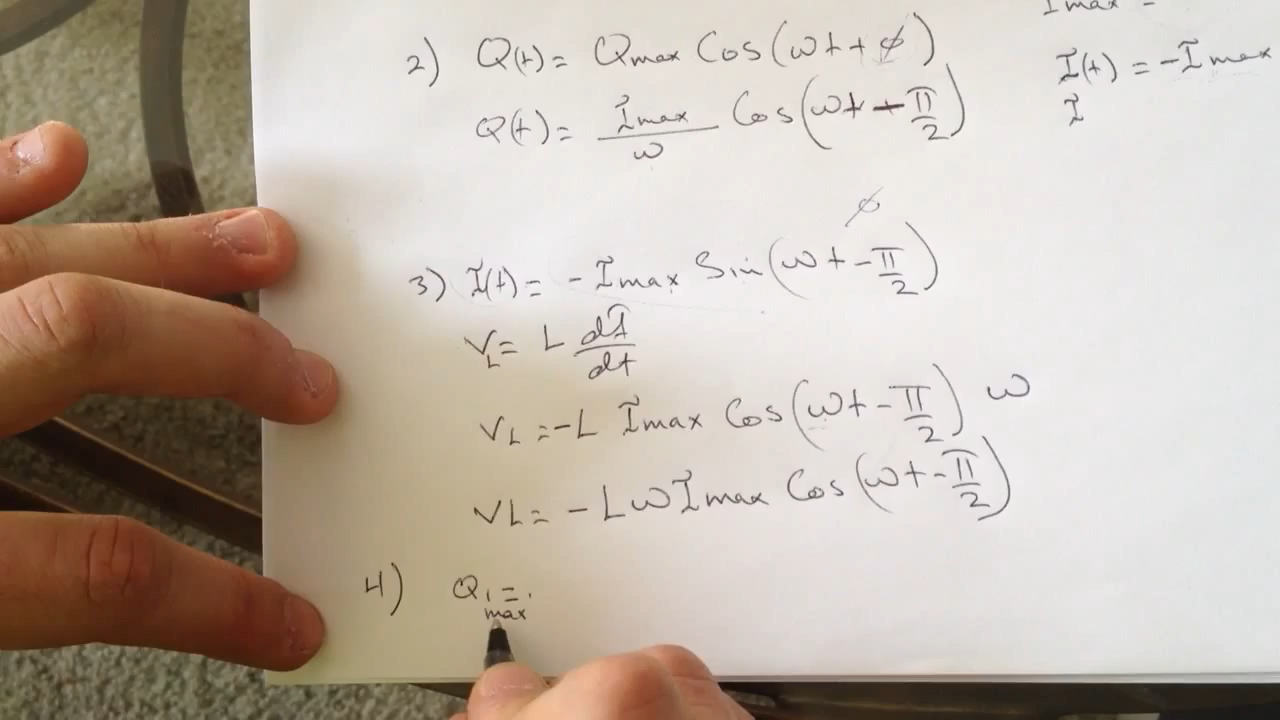 Imax =
2) Q(t) = Qmax Cos(ωt + φ)
I(t) = -Imax
Q(t) = Imax/ω Cos(ωt - π/2)
I
φ
3) I(t) = -Imax Sin(ωt - π/2)
VL = L dI/dt
VL = -L Imax Cos(ωt - π/2) ω
VL = -LωImax Cos(ωt - π/2)
4) Q1max =